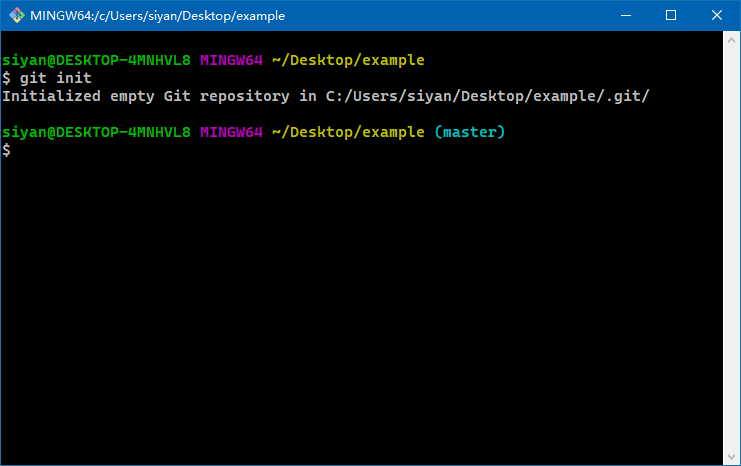 MINGW64:/c/Users/siyan/Desktop/example
siyan@DESKTOP-4MNHVL8 MINGW64 ~/Desktop/example
$ git init
Initialized empty Git repository in C:/Users/siyan/Desktop/example/.git/
siyan@DESKTOP-4MNHVL8 MINGW64 ~/Desktop/example (master)
$